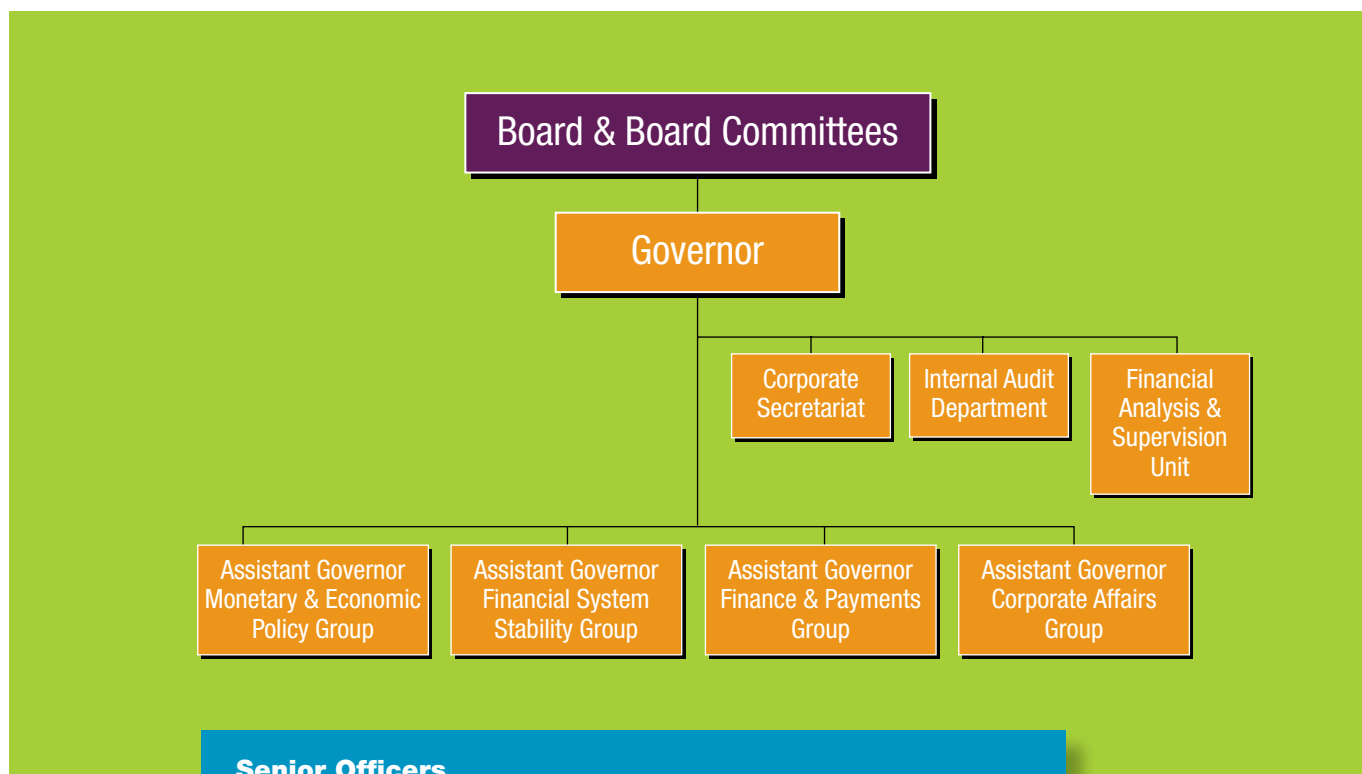 Board & Board Committees
Governor
Corporate
Secretariat
Internal Audit
Department
Financial
Analysis &
Supervision
Unit
Assistant Governor
Monetary & Economic
Policy Group
Assistant Governor
Financial System
Stability Group
Assistant Governor
Finance & Payments
Group
Assistant Governor
Corporate Affairs
Group
Senior Officers